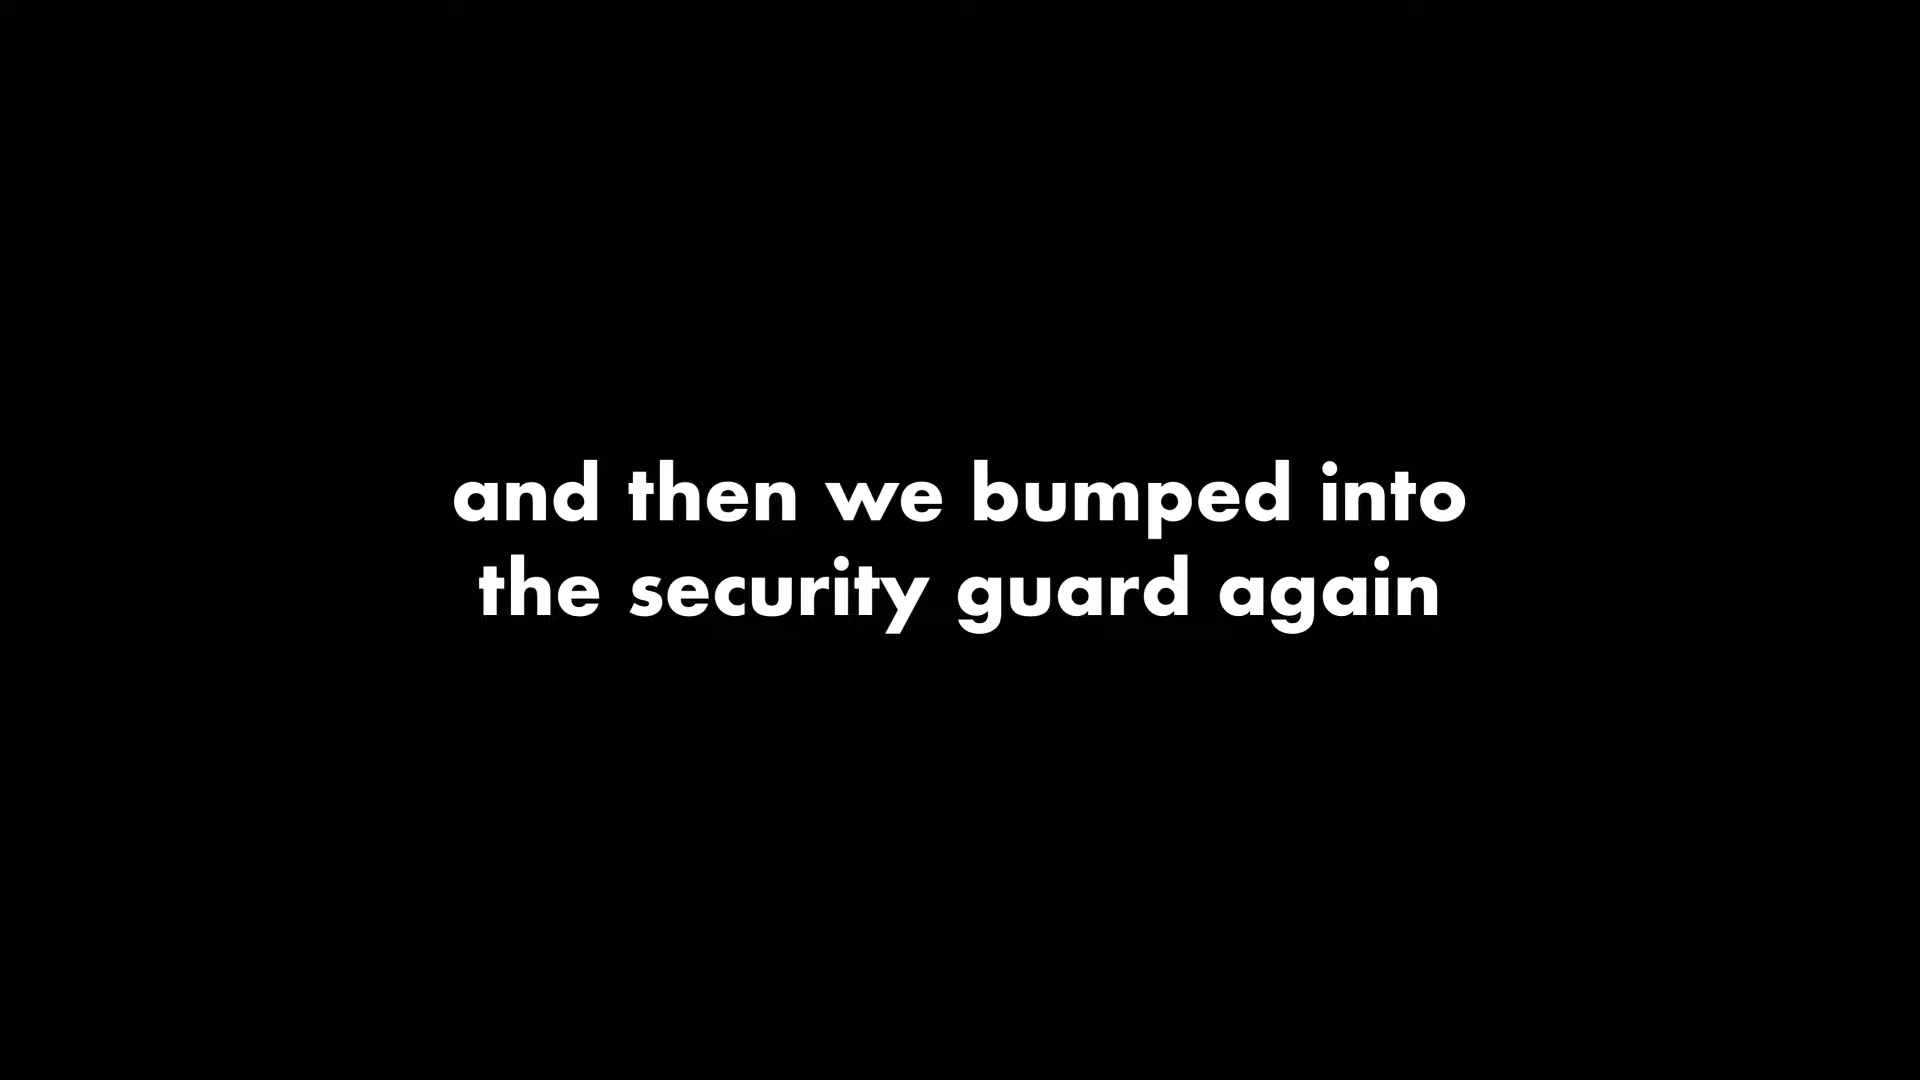 and then we bumped into
the security guard again